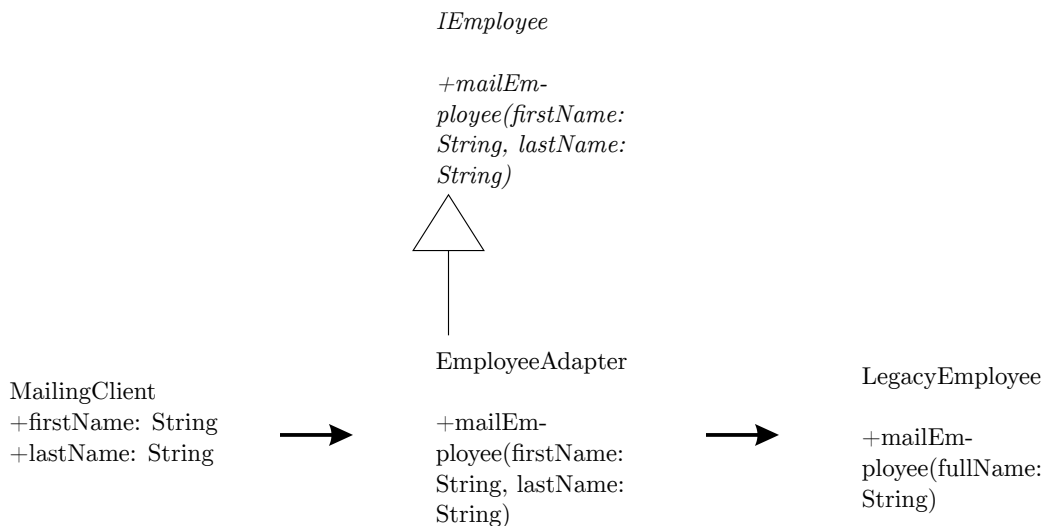 IEmployee
+mailEm-
ployee(firstName:
String, lastName:
String)
MailingClient
+firstName: String
+lastName: String
EmployeeAdapter
+mailEm-
ployee(firstName:
String, lastName:
String)
LegacyEmployee
+mailEm-
ployee(fullName:
String)